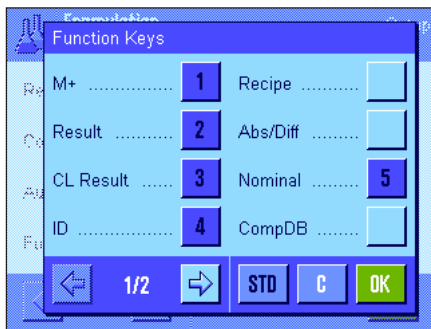 Formulation
Function Keys
M+ ................ 1
Result ........... 2
CL Result ...... 3
ID .................. 4
Recipe ...........
Abs/Diff .........
Nominal ......... 5
CompDB ........
1/2
STD C OK